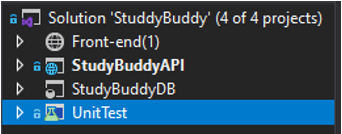 Solution 'StuddyBuddy' (4 of 4 projects)
Front-end(1)
StudyBuddyAPI
StudyBuddyDB
UnitTest